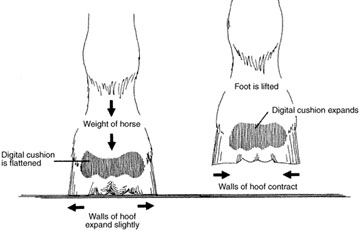 Weight of horse
Digital cushion
is flattened
Walls of hoof
expand slightly
Foot is lifted
Digital cushion expands
Walls of hoof contract